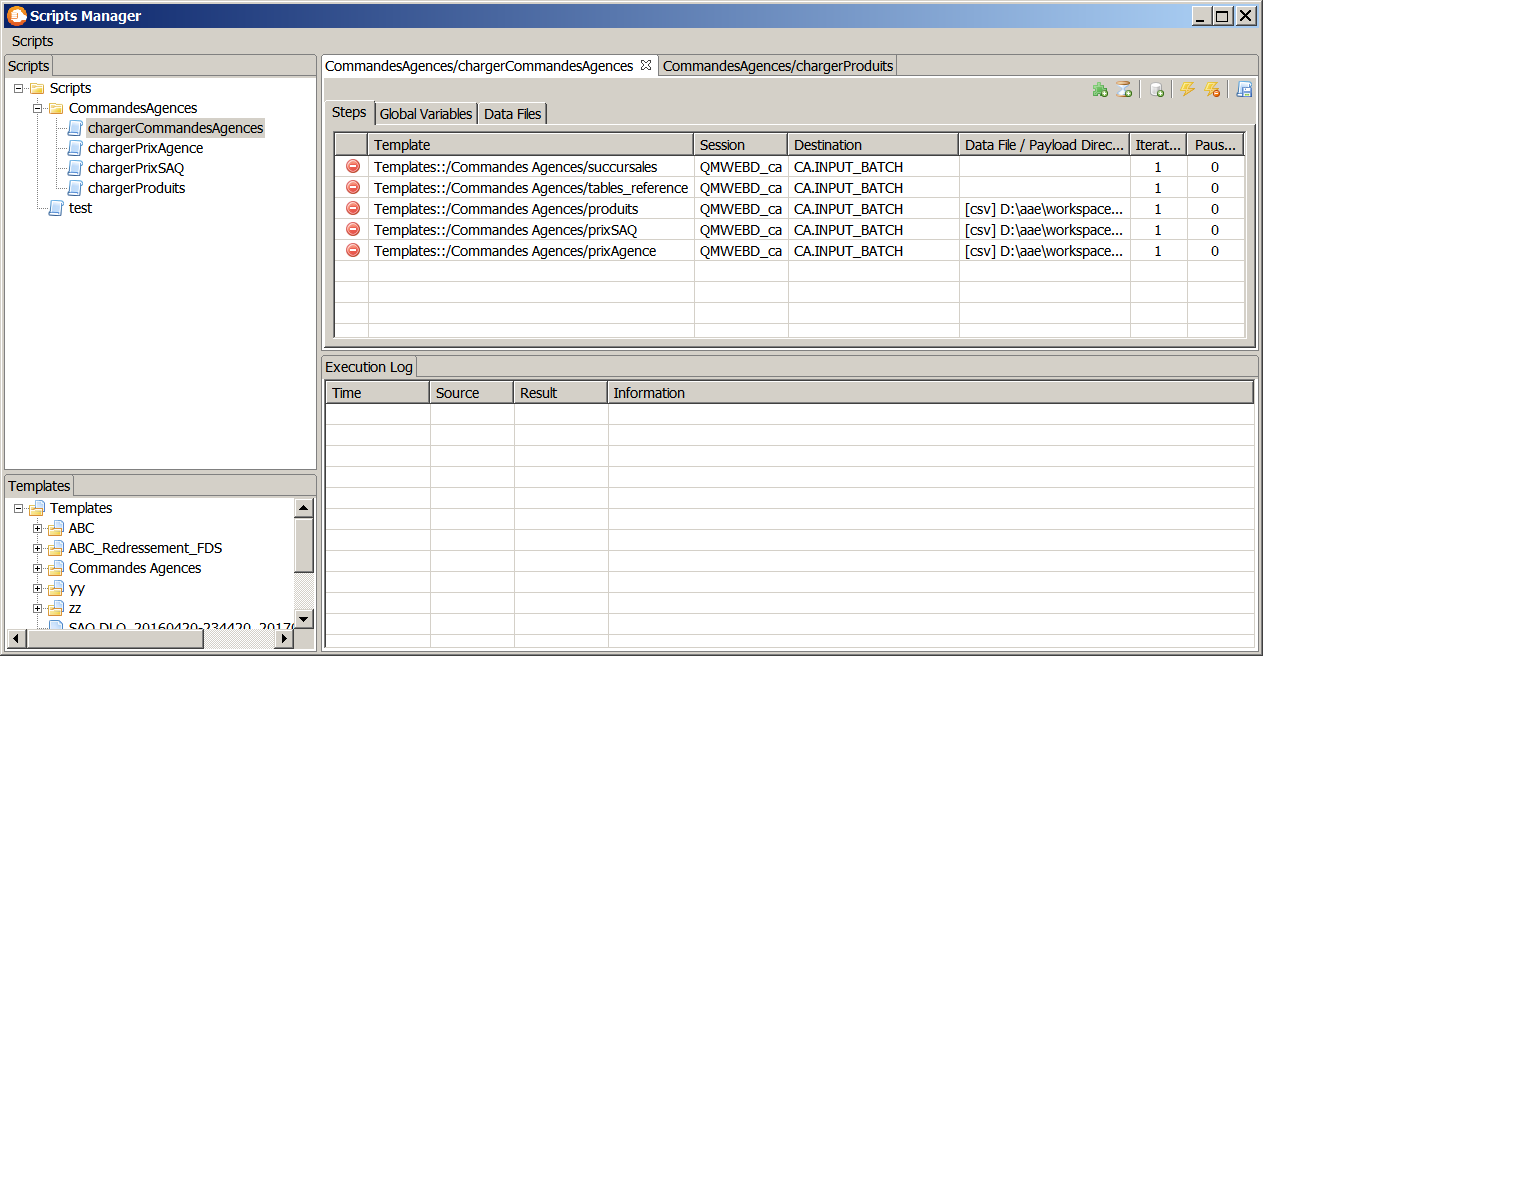 Scripts Manager
Scripts
Scripts
Scripts
CommandesAgences
chargerCommandesAgences
chargerPrixAgence
chargerPrixSAQ
chargerProduits
test
Templates
Templates
ABC
ABC_Redressement_FDS
Commandes Agences
yy
zz
CommandesAgences/chargerCommandesAgences CommandesAgences/chargerProduits
Steps Global Variables Data Files
Template Session Destination Data File / Payload Direc... Iterat... Paus...
Templates::/Commandes Agences/succursales QMWEBD_ca CA.INPUT_BATCH 1 0
Templates::/Commandes Agences/tables_reference QMWEBD_ca CA.INPUT_BATCH 1 0
Templates::/Commandes Agences/produits QMWEBD_ca CA.INPUT_BATCH [csv] D:\aae\workspace... 1 0
Templates::/Commandes Agences/prixSAQ QMWEBD_ca CA.INPUT_BATCH [csv] D:\aae\workspace... 1 0
Templates::/Commandes Agences/prixAgence QMWEBD_ca CA.INPUT_BATCH [csv] D:\aae\workspace... 1 0
Execution Log
Time Source Result Information